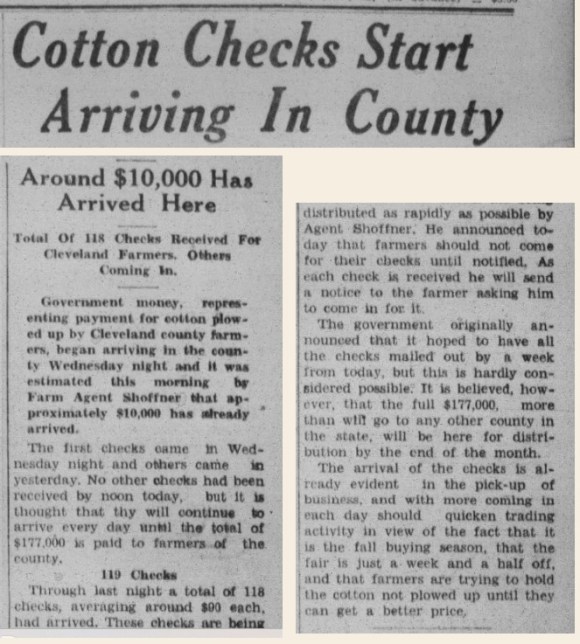 Cotton Checks Start
Arriving In County
Around $10,000 Has
Arrived Here
Total Of 118 Checks Received For
Cleveland Farmers. Others
Coming In.
Government money, repres-
enting payment for cotton plow-
ed up by Cleveland county farm-
ers, began arriving in the coun-
ty Wednesday night and it was
estimated this morning by
Farm Agent Shoffner that ap-
proximately $10,000 has already
arrived.
The first checks came in Wed-
nesday night and others came in
yesterday. No other checks had been
received by noon today, but it is
thought that thy will continue to
arrive every day until the total of
$177,000 is paid to farmers of the
county.
119 Checks
Through last night a total of 118
checks, averaging around $90 each,
had arrived. These checks are being
distributed as rapidly as possible by
Agent Shoffner. He announced to-
day that farmers should not come
for their checks until notified. As
each check is received he will send
a notice to the farmer asking him
to come in for it.
The government originally an-
nounced that it hoped to have all
the checks mailed out by a week
from today, but this is hardly con-
sidered possible. It is believed, how-
ever, that the full $177,000, more
than will go to any other county in
the state, will be here for distri-
bution by the end of the month.
The arrival of the checks is al-
ready evident in the pick-up of
business, and with more coming in
each day should quicken trading
activity in view of the fact that it
is the fall buying season, that the
fair is just a week and a half off,
and that farmers are trying to hold
the cotton not plowed up until they
can get a better price.